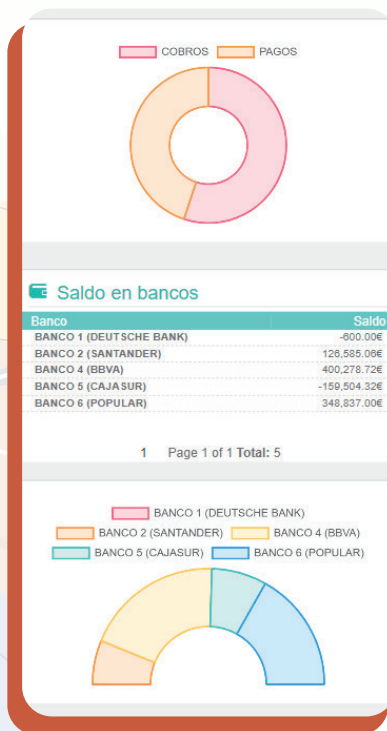 COBROS PAGOS
Saldo en bancos
Banco Saldo
BANCO 1 (DEUTSCHE BANK) -600.00€
BANCO 2 (SANTANDER) 126,585.06€
BANCO 4 (BBVA) 400,278.72€
BANCO 5 (CAJASUR) -159,504.32€
BANCO 6 (POPULAR) 348,837.00€
1 Page 1 of 1 Total: 5
BANCO 1 (DEUTSCHE BANK)
BANCO 2 (SANTANDER) BANCO 4 (BBVA)
BANCO 5 (CAJASUR) BANCO 6 (POPULAR)